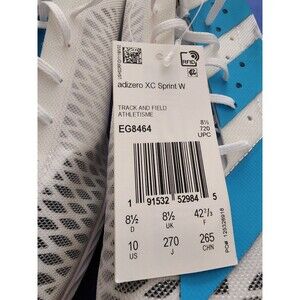 RFID
adizero XC Sprint W
TRACK AND FIELD
ATHLETISME
EG8464
8½
720
UPC
1 91532 52984 5
8½ 8½ 42⅔
D UK F
10 270 265
US J CHN